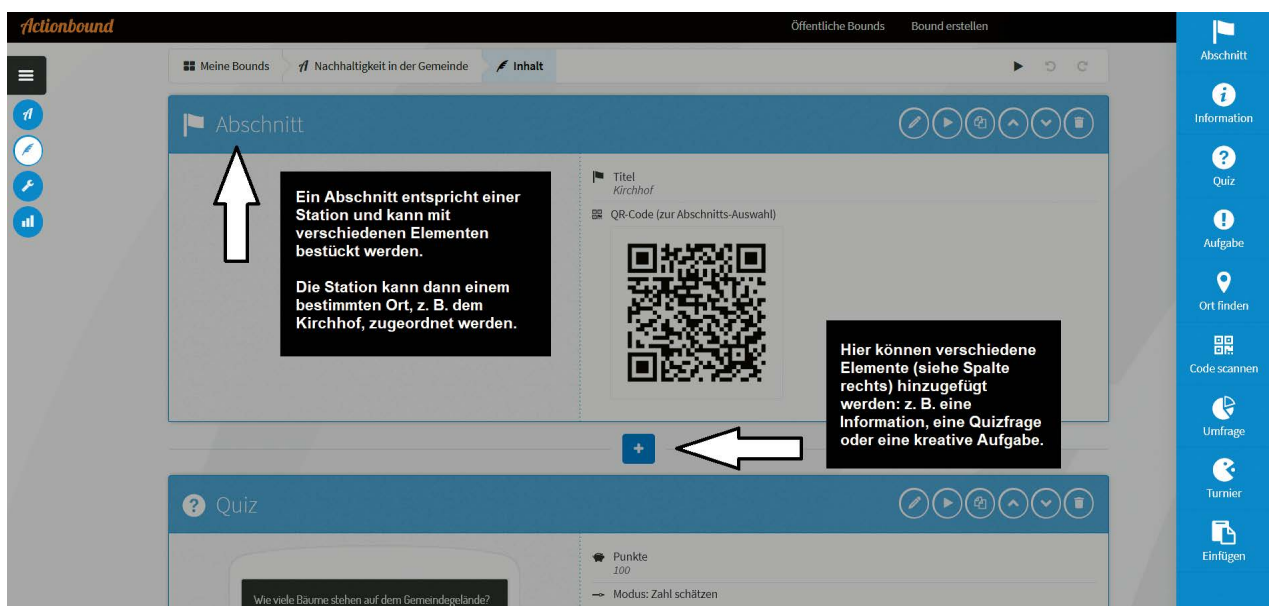 Actionbound
Öffentliche Bounds
Bound erstellen
Meine Bounds
Nachhaltigkeit in der Gemeinde
Inhalt
Abschnitt
Ein Abschnitt entspricht einer
Station und kann mit
verschiedenen Elementen
bestückt werden.
Die Station kann dann einem
bestimmten Ort, z. B. dem
Kirchhof, zugeordnet werden.
Titel
Kirchhof
QR-Code (zur Abschnitts-Auswahl)
Hier können verschiedene
Elemente (siehe Spalte
rechts) hinzugefügt
werden: z. B. eine
Information, eine Quizfrage
oder eine kreative Aufgabe.
Quiz
Wie viele Bäume stehen auf dem Gemeindegelände?
Punkte
100
Modus: Zahl schätzen
Abschnitt
Information
Quiz
Aufgabe
Ort finden
Code scannen
Umfrage
Turnier
Einfügen